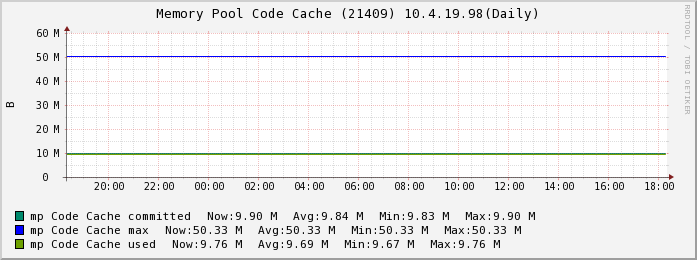 Memory Pool Code Cache (21409) 10.4.19.98(Daily)
RRDTOOL / TOBI OETIKER
B
60 M
50 M
40 M
30 M
20 M
10 M
0
20:00 22:00 00:00 02:00 04:00 06:00 08:00 10:00 12:00 14:00 16:00 18:00
mp Code Cache committed Now:9.90 M Avg:9.84 M Min:9.83 M Max:9.90 M
mp Code Cache max Now:50.33 M Avg:50.33 M Min:50.33 M Max:50.33 M
mp Code Cache used Now:9.76 M Avg:9.69 M Min:9.67 M Max:9.76 M